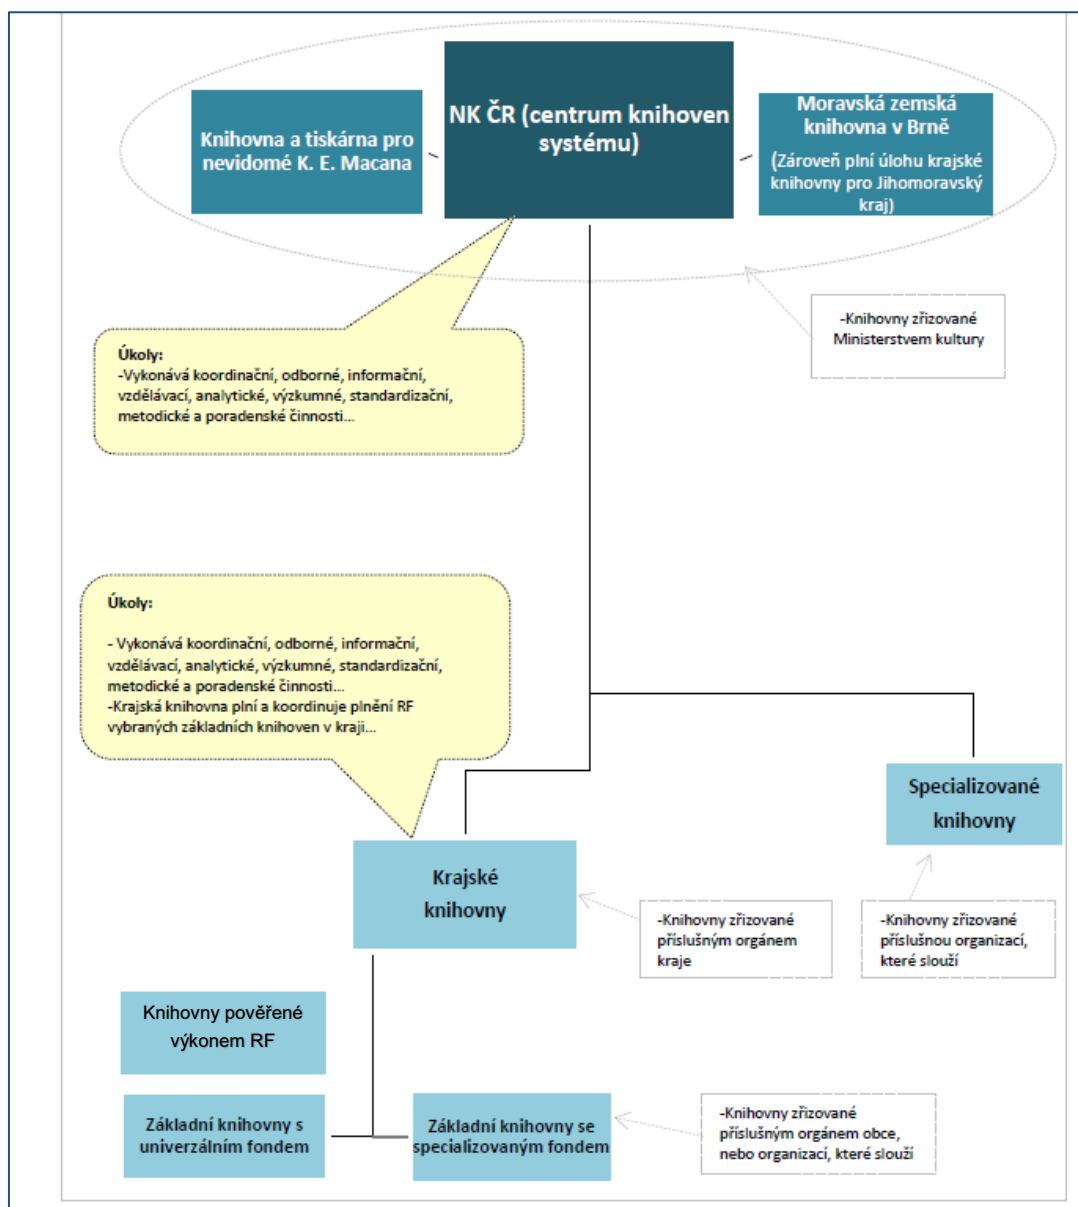 NK ČR (centrum knihoven
systému)
Knihovna a tiskárna pro
nevidomé K. E. Macana
Moravská zemská
knihovna v Brně
(Zároveň plní úlohu krajské
knihovny pro Jihomoravský
kraj)
-Knihovny zřizované
Ministerstvem kultury
Úkoly:
-Vykonává koordinační, odborné, informační,
vzdělávací, analytické, výzkumné, standardizační,
metodické a poradenské činnosti...
Úkoly:
- Vykonává koordinační, odborné, informační,
vzdělávací, analytické, výzkumné, standardizační,
metodické a poradenské činnosti...
-Krajská knihovna plní a koordinuje plnění RF
vybraných základních knihoven v kraji...
Specializované
knihovny
Krajské
knihovny
-Knihovny zřizované
příslušným orgánem
kraje
-Knihovny zřizované
příslušnou organizací,
které slouží
Knihovny pověřené
výkonem RF
Základní knihovny s
univerzálním fondem
Základní knihovny se
specializovaným fondem
-Knihovny zřizované
příslušným orgánem obce,
nebo organizací, které slouží